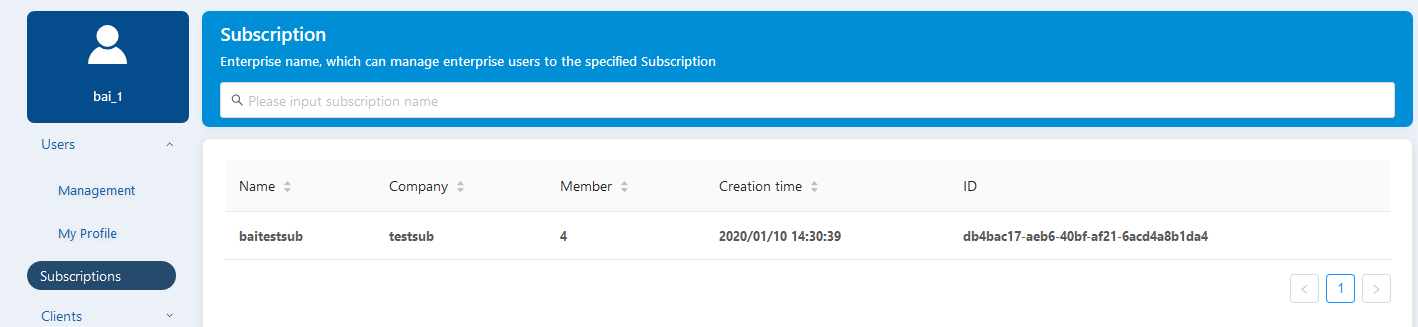 bai_1
Users
Management
My Profile
Subscriptions
Clients
Subscription
Enterprise name, which can manage enterprise users to the specified Subscription
Please input subscription name
Name Company Member Creation time ID
baitestsub testsub 4 2020/01/10 14:30:39 db4bac17-aeb6-40bf-af21-6acd4a8b1da4
< 1 >